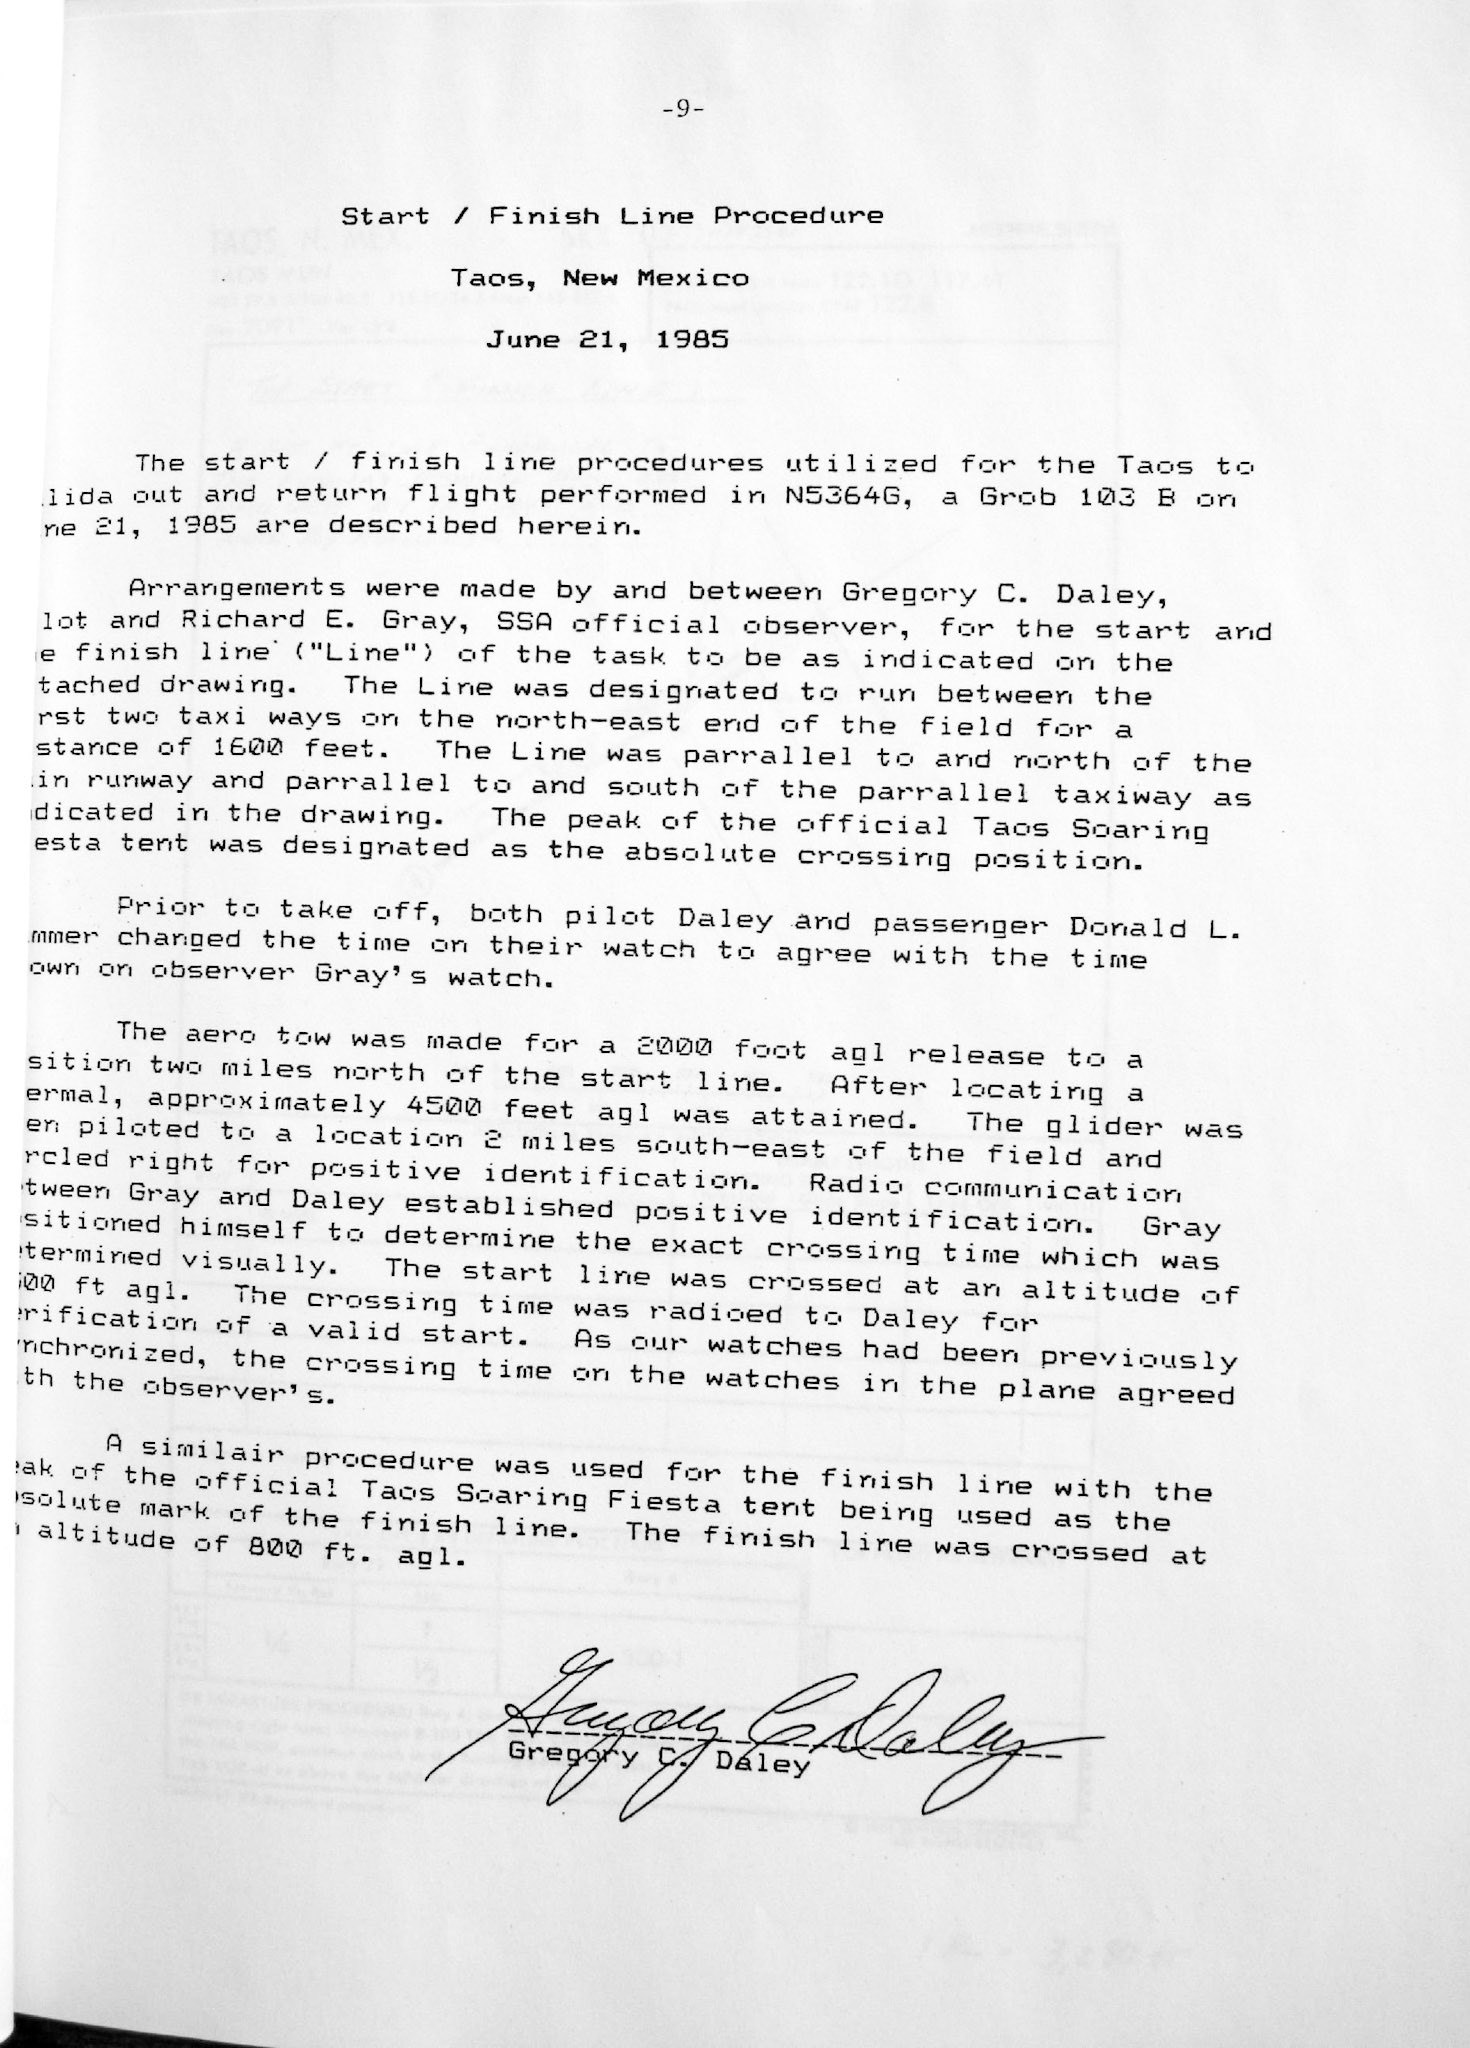 -9-
Start / Finish Line Procedure
Taos, New Mexico
June 21, 1985
The start / finish line procedures utilized for the Taos to
lida out and return flight performed in N5364G, a Grob 103 B on
ne 21, 1985 are described herein.
Arrangements were made by and between Gregory C. Daley,
lot and Richard E. Gray, SSA official observer, for the start and
e finish line ("Line") of the task to be as indicated on the
tached drawing. The Line was designated to run between the
rst two taxi ways on the north-east end of the field for a
stance of 1600 feet. The Line was parrallel to and north of the
in runway and parrallel to and south of the parrallel taxiway as
dicated in the drawing. The peak of the official Taos Soaring
esta tent was designated as the absolute crossing position.
Prior to take off, both pilot Daley and passenger Donald L.
mmer changed the time on their watch to agree with the time
own on observer Gray's watch.
The aero tow was made for a 2000 foot agl release to a
sition two miles north of the start line. After locating a
ermal, approximately 4500 feet agl was attained. The glider was
en piloted to a location 2 miles south-east of the field and
rcled right for positive identification. Radio communication
tween Gray and Daley established positive identification. Gray
sitioned himself to determine the exact crossing time which was
termined visually. The start line was crossed at an altitude of
00 ft agl. The crossing time was radioed to Daley for
rification of a valid start. As our watches had been previously
nchronized, the crossing time on the watches in the plane agreed
th the observer's.
A similair procedure was used for the finish line with the
eak of the official Taos Soaring Fiesta tent being used as the
solute mark of the finish line. The finish line was crossed at
altitude of 800 ft. agl.
Gregory C Daley
Gregory C. Daley